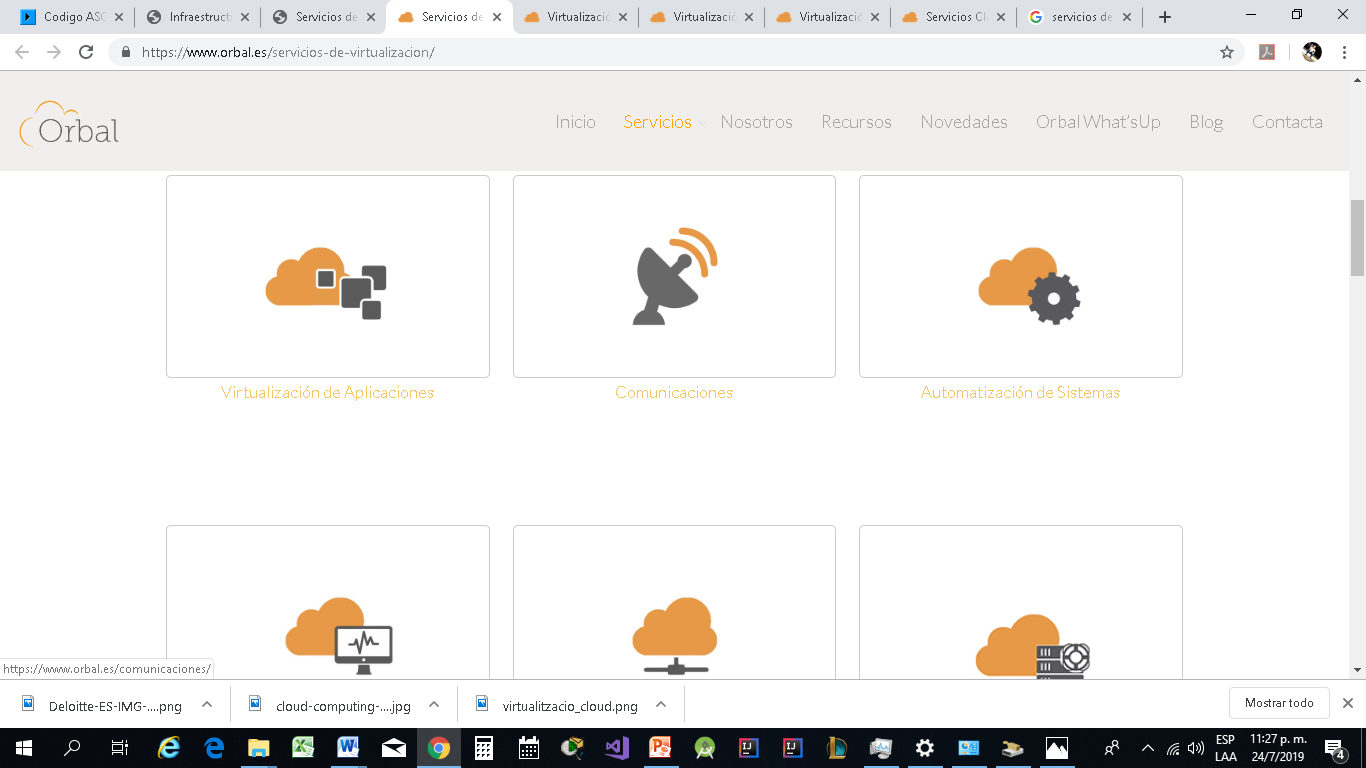 Codigo ASC
Infraestruct
Servicios de
Servicios de
Virtualizació
Virtualizació
Virtualizació
Servicios Cl
servicios de
https://www.orbal.es/servicios-de-virtualizacion/
Orbal
Inicio
Servicios
Nosotros
Recursos
Novedades
Orbal What'sUp
Blog
Contacta
Virtualización de Aplicaciones
Comunicaciones
Automatización de Sistemas
https://www.orbal.es/comunicaciones/
Deloitte-ES-IMG-....png
cloud-computing-....jpg
virtualitzacio_cloud.png
Mostrar todo
ESP
LAA
11:27 p. m.
24/7/2019
4